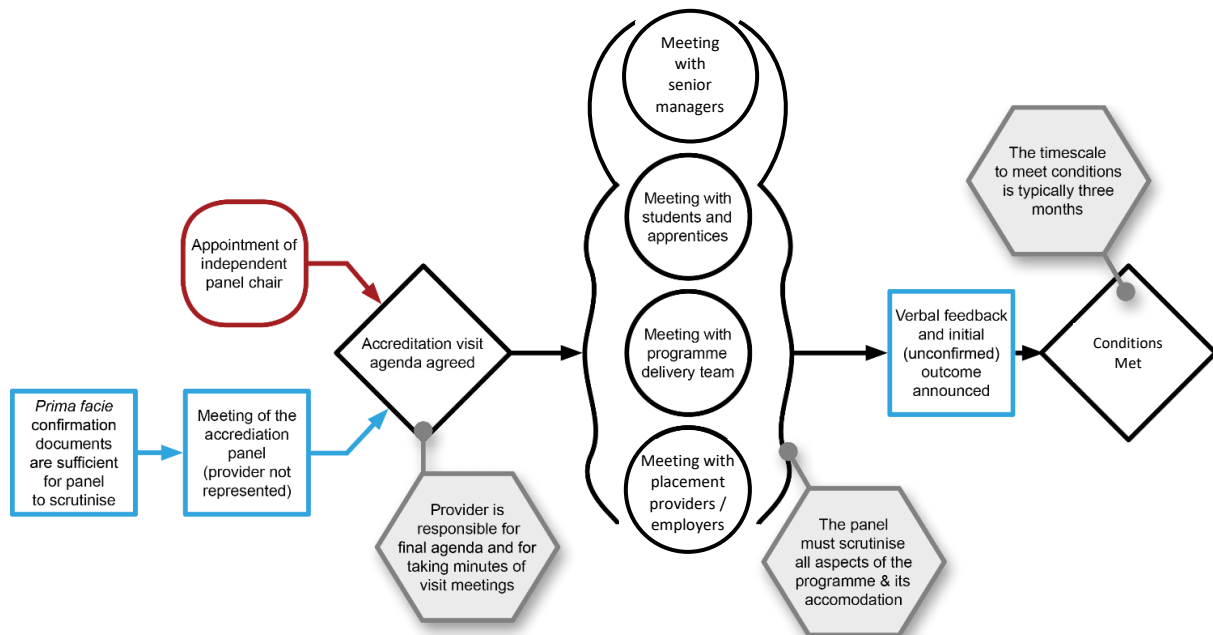 Appointment of
independent
panel chair
Prima facie
confirmation
documents
are sufficient
for panel
to scrutinise
Meeting of the
accrediation
panel
(provider not
represented)
Accreditation visit
agenda agreed
Provider is
responsible for
final agenda and for
taking minutes of
visit meetings
Meeting
with
senior
managers
Meeting with
students and
apprentices
Meeting with
programme
delivery team
Meeting with
placement
providers /
employers
The panel
must scrutinise
all aspects of the
programme & its
accomodation
Verbal feedback
and initial
(unconfirmed)
outcome
announced
The timescale
to meet conditions
is typically three
months
Conditions
Met